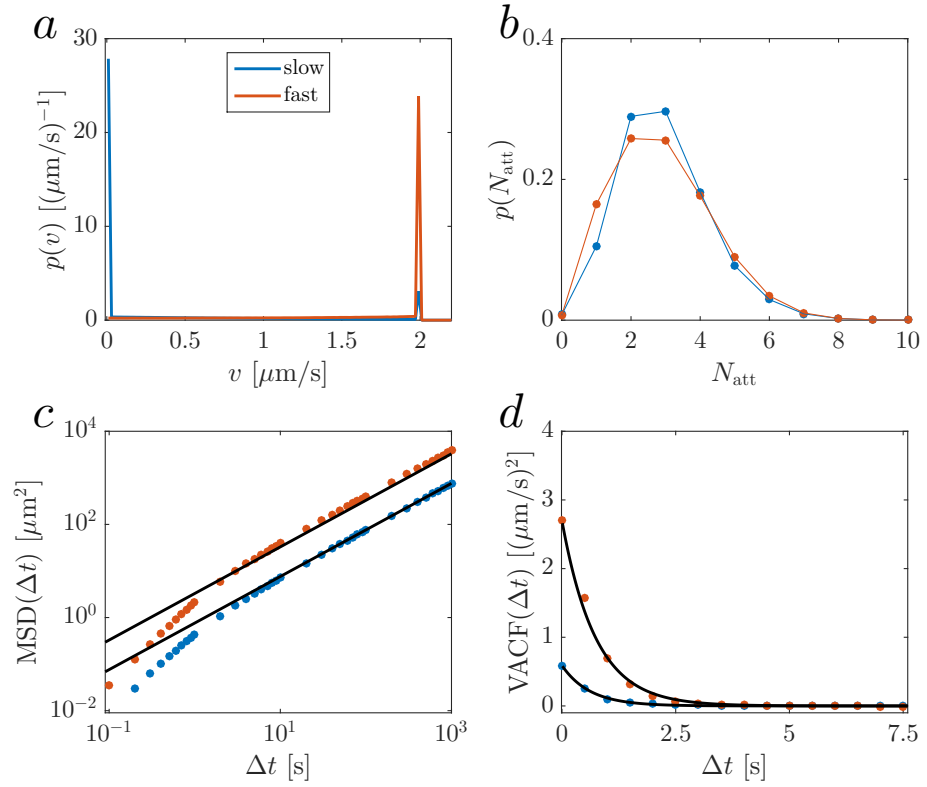 a
p(v) [(μm/s)⁻¹]
30
20
10
0
slow
fast
0
0.5
1
1.5
2
v [μm/s]
b
p(N_att)
0.4
0.2
0
0
2
4
6
8
10
N_att
c
MSD(Δt) [μm²]
10⁴
10²
10⁰
10⁻²
10⁻¹
10¹
10³
Δt [s]
d
VACF(Δt) [(μm/s)²]
4
3
2
1
0
0
2.5
5
7.5
Δt [s]